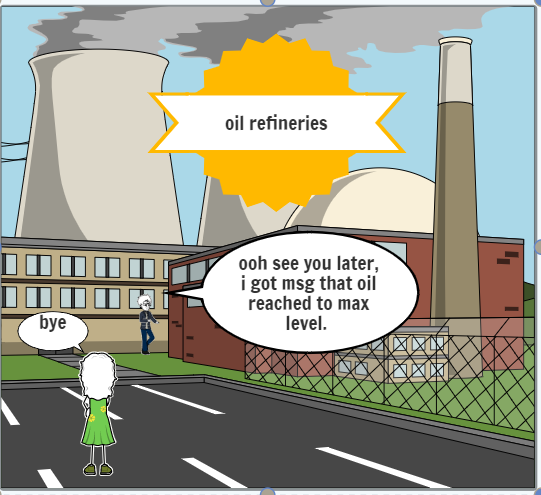 oil refineries
ooh see you later,
i got msg that oil
reached to max
level.
bye